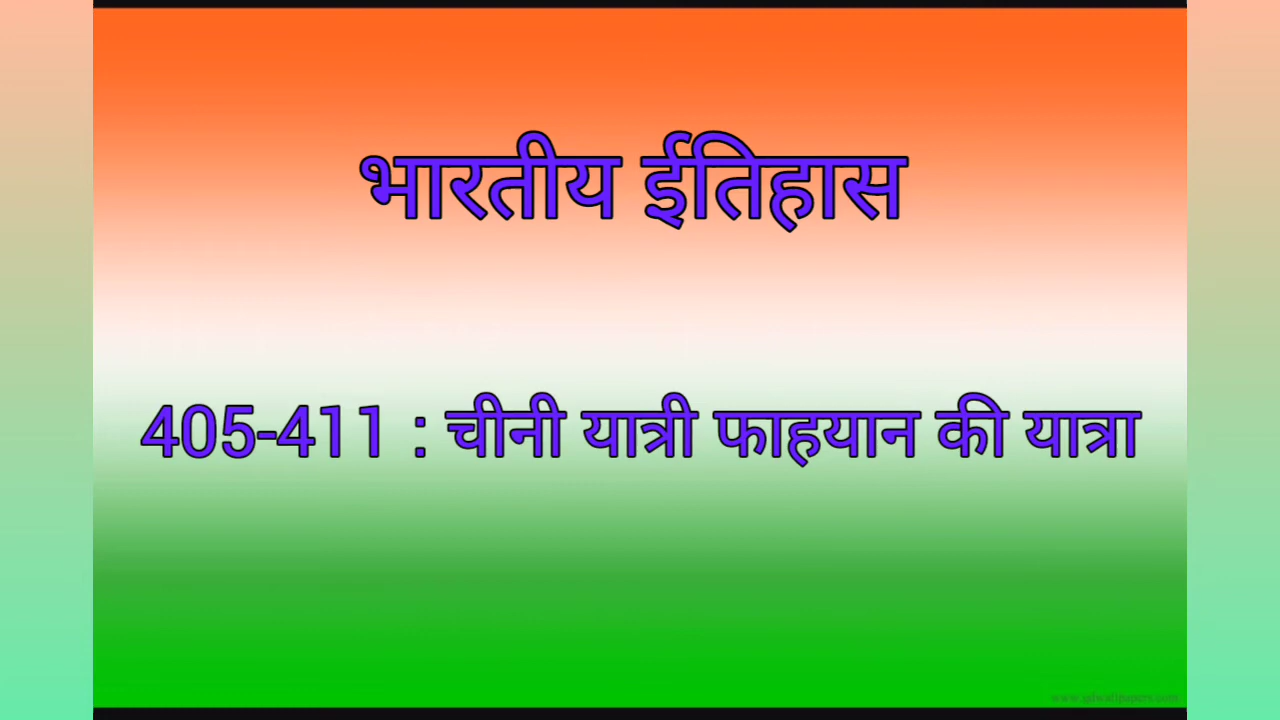 भारतीय ईतिहास
405-411 : चीनी यात्री फाहयान की यात्रा